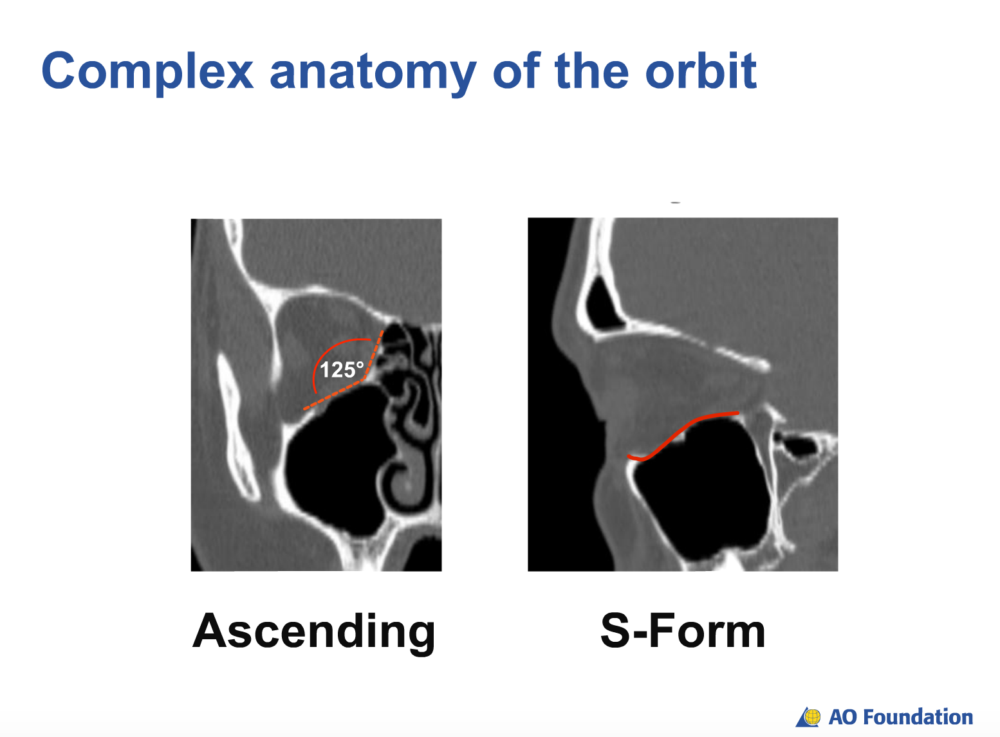 Complex anatomy of the orbit
125°
Ascending
S-Form
AO Foundation